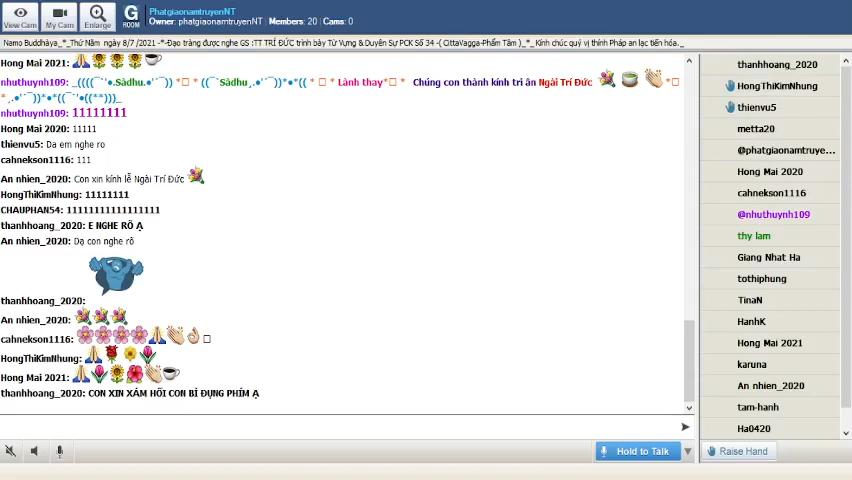 View Cam
My Cam
Enlarge
G
ROOM
PhatgiaonamtruyenNT
Owner: phatgiaonamtruyenNT | Members: 20 | Cams: 0
Namo Buddhàya_*_Thứ Năm ngày 8/7 /2021 -*-Đạo tràng được nghe GS :TT TRÍ ĐỨC trình bày Từ Vựng & Duyên Sự PCK Số 34 -( CittaVagga-Phẩm Tâm )_*_Kính chúc quý vị thính Pháp an lạc tiến hóa._
Hong Mai 2021:
nhuthuynh109: _((((¯`'•.Sàdhu.•'´¯)) *□ * ((¯`Sàdhu¸.•'´¯))*•*(( * □ * Lành thay*□ * Chúng con thành kính tri ân Ngài Trí Đức *□
*¸.•'´¯))*•*((¯`'•((**)))_
nhuthuynh109: 11111111
Hong Mai 2020: 11111
thienvu5: Da em nghe ro
cahnekson1116: 111
An nhien_2020: Con xin kính lễ Ngài Trí Đức
HongThiKimNhung: 11111111
CHAUPHAN54: 11111111111111111
thanhhoang_2020: E NGHE RÕ Ạ
An nhien_2020: Dạ con nghe rõ
thanhhoang_2020:
An nhien_2020:
cahnekson1116:
HongThiKimNhung:
Hong Mai 2021:
thanhhoang_2020: CON XIN XÁM HỐI CON BỈ ĐỤNG PHÍM Ạ
thanhhoang_2020
HongThiKimNhung
thienvu5
metta20
@phatgiaonamtruye...
Hong Mai 2020
cahnekson1116
@nhuthuynh109
thy lam
Giang Nhat Ha
tothiphung
TinaN
HanhK
Hong Mai 2021
karuna
An nhien_2020
tam-hanh
Ha0420
Hold to Talk
Raise Hand